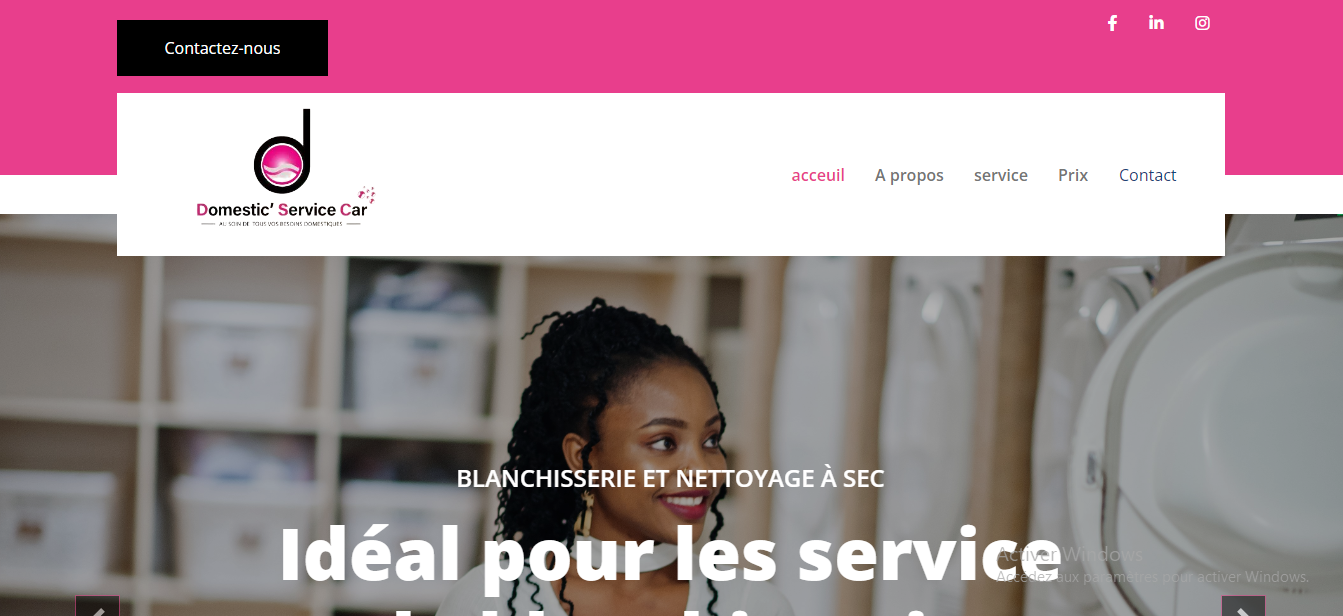 Contactez-nous
acceuil A propos service Prix Contact
Domestic' Service Car
AU SOIN DE TOUS VOS BESOINS DOMESTIQUES
BLANCHISSERIE ET NETTOYAGE À SEC
Idéal pour les service
Activer Windows
Accédez aux paramètres pour activer Windows.